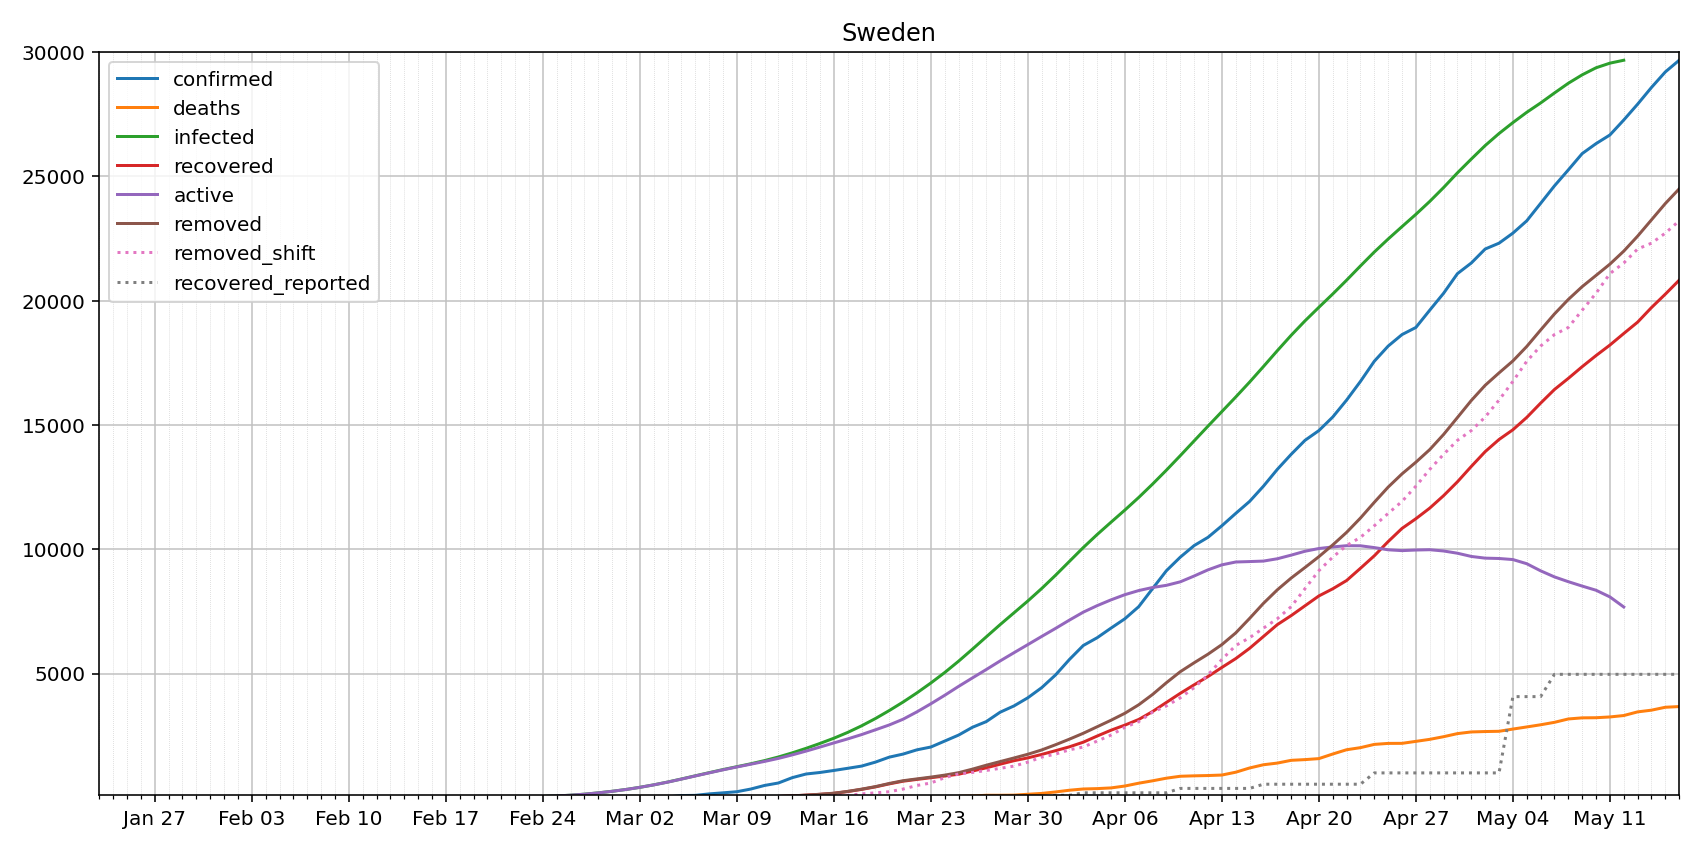 Sweden
30000
25000
20000
15000
10000
5000
confirmed
deaths
infected
recovered
active
removed
removed_shift
recovered_reported
Jan 27 Feb 03 Feb 10 Feb 17 Feb 24 Mar 02 Mar 09 Mar 16 Mar 23 Mar 30 Apr 06 Apr 13 Apr 20 Apr 27 May 04 May 11